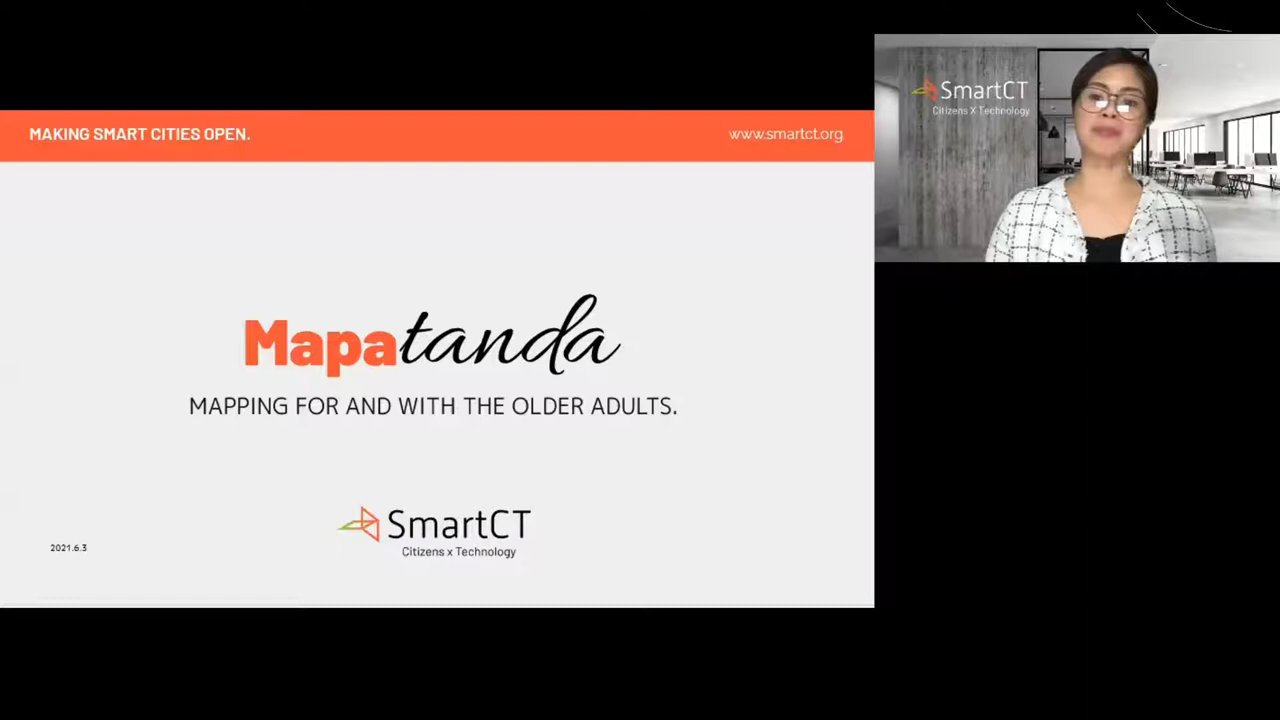 MAKING SMART CITIES OPEN.
www.smartct.org
Mapatanda
MAPPING FOR AND WITH THE OLDER ADULTS.
SmartCT
Citizens x Technology
2021.6.3
SmartCT
Citizens X Technology